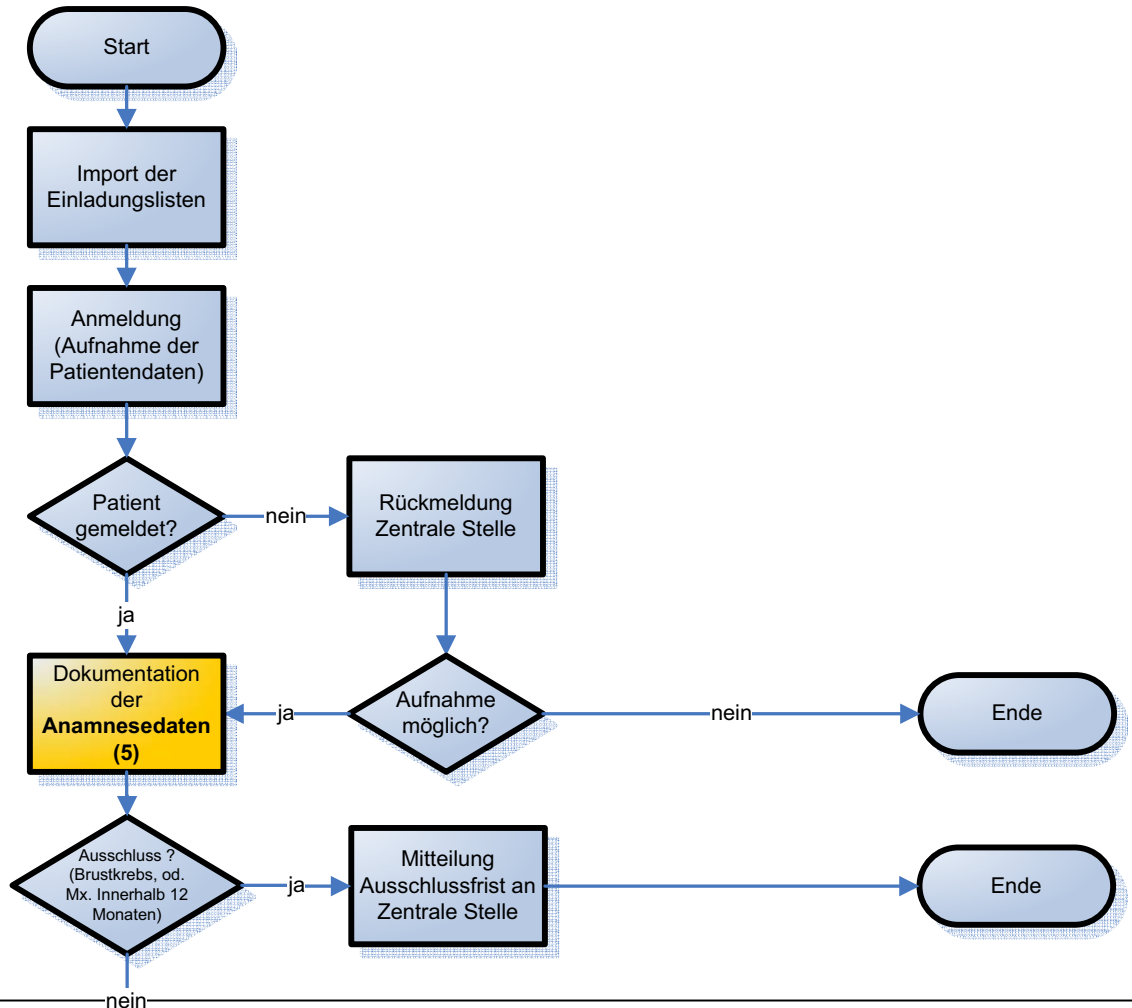 Start
Import der
Einladungslisten
Anmeldung
(Aufnahme der
Patientendaten)
Patient
gemeldet?
nein
Rückmeldung
Zentrale Stelle
ja
Dokumentation
der
Anamnesedaten
(5)
ja
Aufnahme
möglich?
nein
Ende
Ausschluss ?
(Brustkrebs, od.
Mx. Innerhalb 12
Monaten)
ja
Mitteilung
Ausschlussfrist an
Zentrale Stelle
Ende
nein